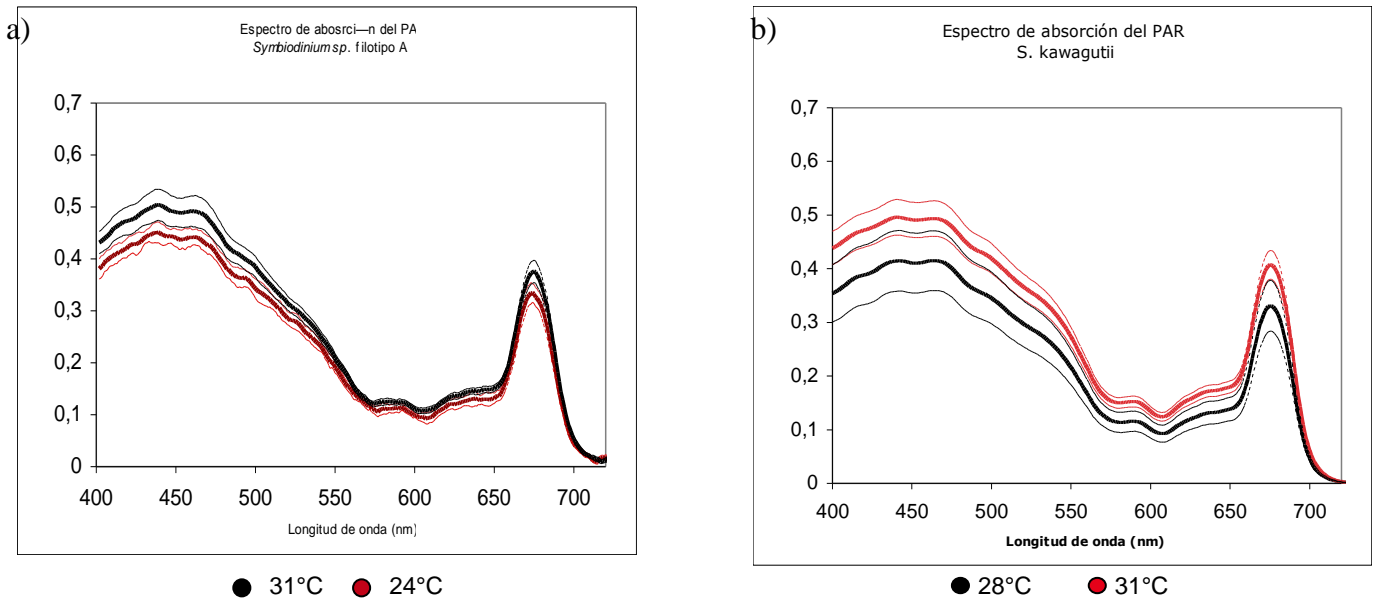 a)
Espectro de abosrci—n del PA
Symbiodinium sp. filotipo A
0,7
0,6
0,5
0,4
0,3
0,2
0,1
0
400 450 500 550 600 650 700
Longitud de onda (nm)
31°C 24°C
b)
Espectro de absorción del PAR
S. kawagutii
0,7
0,6
0,5
0,4
0,3
0,2
0,1
0
400 450 500 550 600 650 700
Longitud de onda (nm)
28°C 31°C